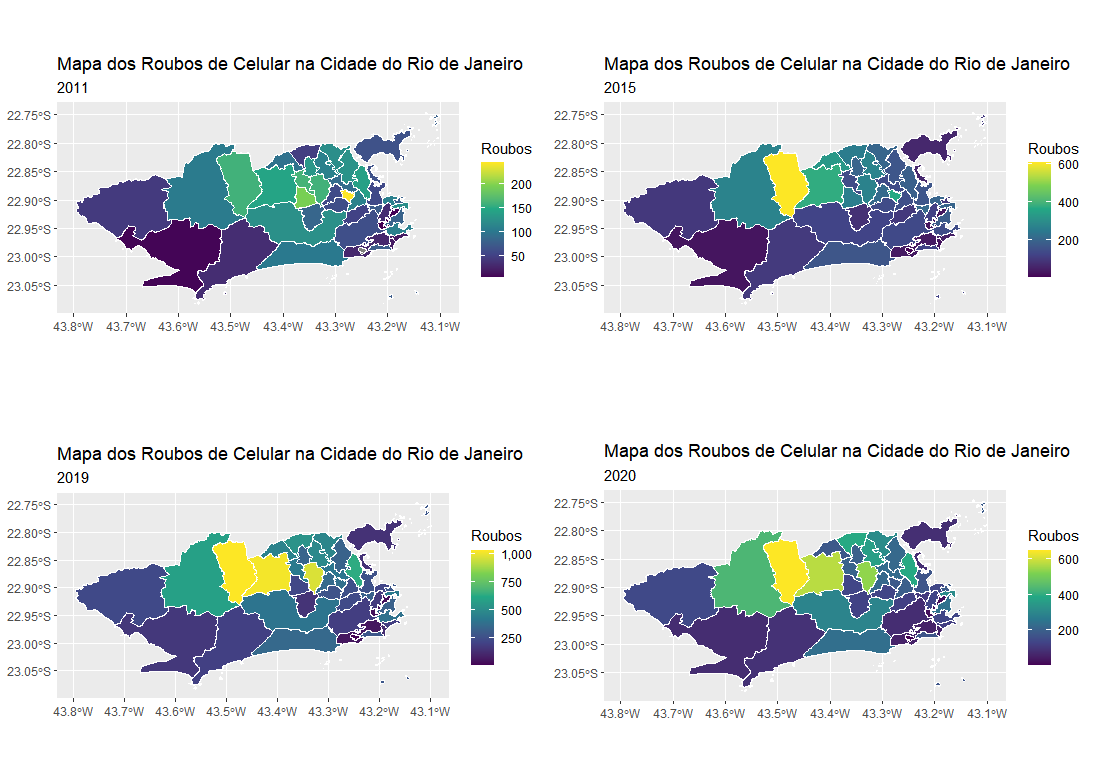 Mapa dos Roubos de Celular na Cidade do Rio de Janeiro
2011
22.75°S
22.80°S
22.85°S
22.90°S
22.95°S
23.00°S
23.05°S
43.8°W 43.7°W 43.6°W 43.5°W 43.4°W 43.3°W 43.2°W 43.1°W
Roubos
200
150
100
50
Mapa dos Roubos de Celular na Cidade do Rio de Janeiro
2015
22.75°S
22.80°S
22.85°S
22.90°S
22.95°S
23.00°S
23.05°S
43.8°W 43.7°W 43.6°W 43.5°W 43.4°W 43.3°W 43.2°W 43.1°W
Roubos
600
400
200
Mapa dos Roubos de Celular na Cidade do Rio de Janeiro
2019
22.75°S
22.80°S
22.85°S
22.90°S
22.95°S
23.00°S
23.05°S
43.8°W 43.7°W 43.6°W 43.5°W 43.4°W 43.3°W 43.2°W 43.1°W
Roubos
1,000
750
500
250
Mapa dos Roubos de Celular na Cidade do Rio de Janeiro
2020
22.75°S
22.80°S
22.85°S
22.90°S
22.95°S
23.00°S
23.05°S
43.8°W 43.7°W 43.6°W 43.5°W 43.4°W 43.3°W 43.2°W 43.1°W
Roubos
600
400
200